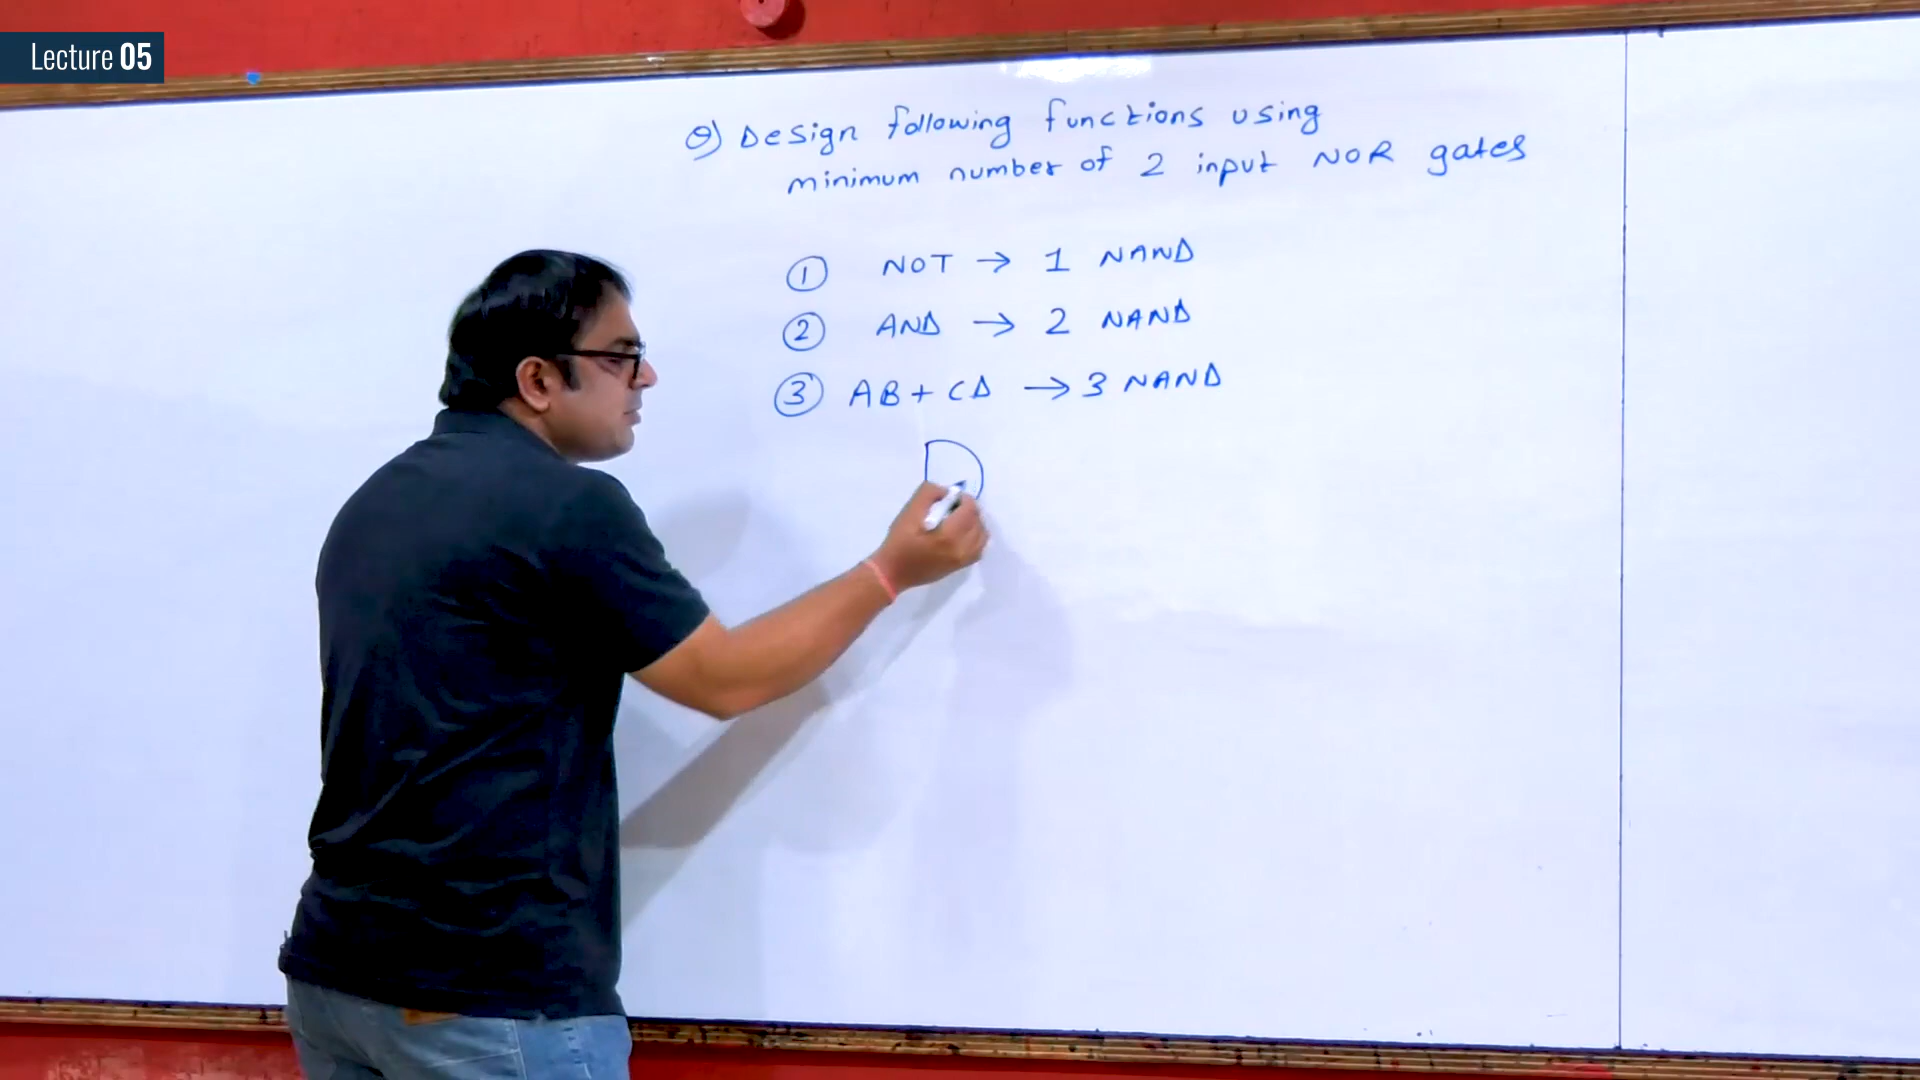 Lecture 05
Q) Design following functions using
minimum number of 2 input NOR gates
① NOT → 1 NAND
② AND → 2 NAND
③ AB + CD → 3 NAND